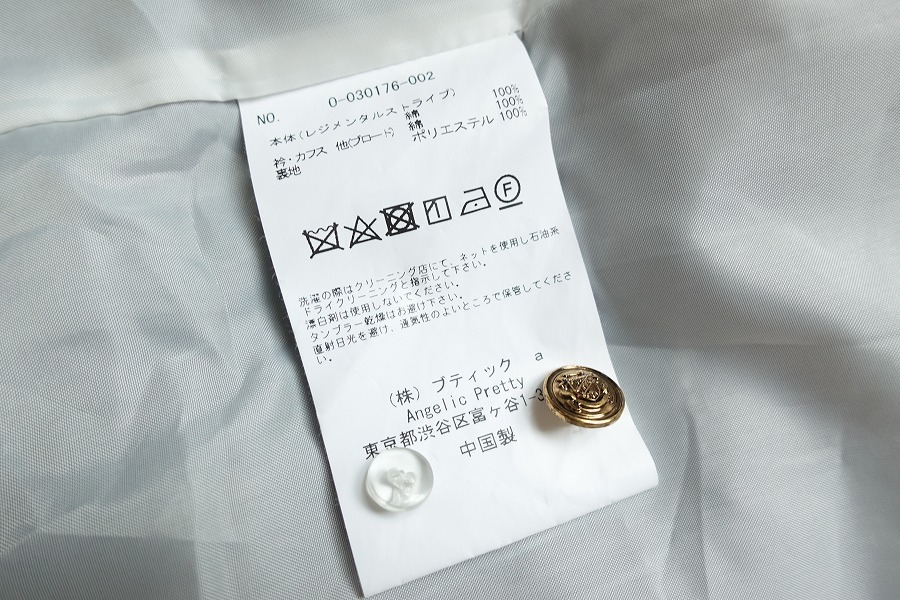 NO. 0-030176-002
本体(レジメンタルストライプ) 綿 100%
衿・カフス 他(ブロード) 綿 100%
裏地 ポリエステル 100%
F
洗濯の際はクリーニング店にて、ネットを使用し石油系
ドライクリーニングと指示して下さい。
漂白剤は使用しないでください。
タンブラー乾燥はお避け下さい。
直射日光を避け、通気性のよいところで保管してくださ
い。
(株) ブティック a
Angelic Pretty
東京都渋谷区富ヶ谷1-3
中国製